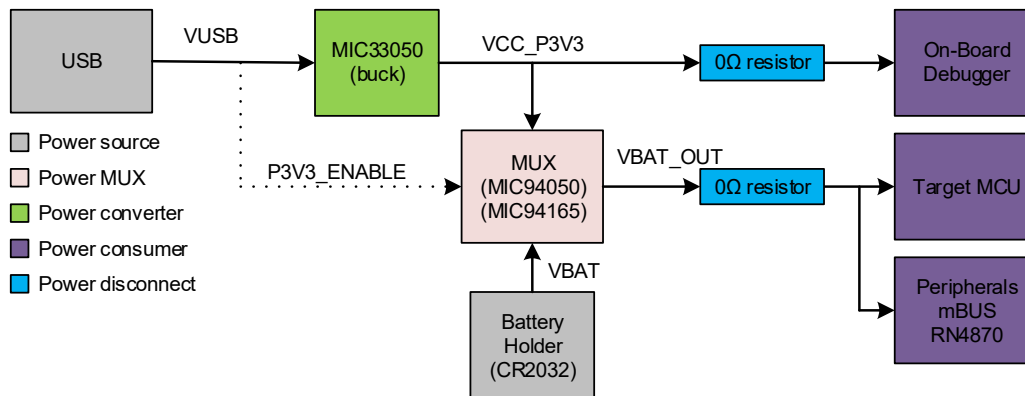 USB
VUSB
MIC33050
(buck)
VCC_P3V3
0Ω resistor
On-Board
Debugger
Power source
Power MUX
Power converter
Power consumer
Power disconnect
P3V3_ENABLE
MUX
(MIC94050)
(MIC94165)
VBAT_OUT
0Ω resistor
Target MCU
VBAT
Battery
Holder
(CR2032)
Peripherals
mBUS
RN4870